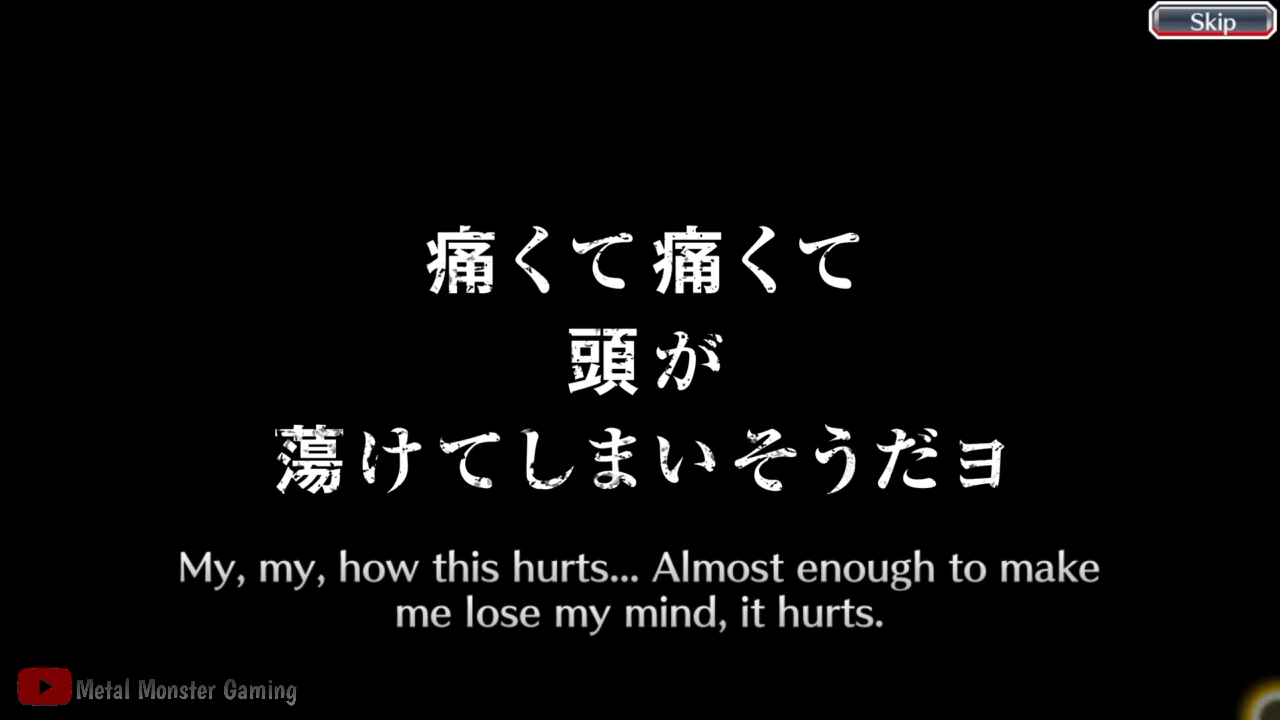 Skip
痛くて痛くて
頭が
蕩けてしまいそうだヨ
My, my, how this hurts... Almost enough to make
me lose my mind, it hurts.
Metal Monster Gaming